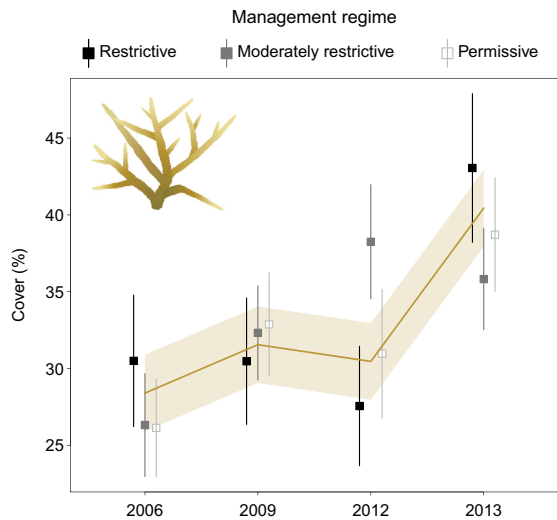 Management regime
Restrictive Moderately restrictive Permissive
Cover (%)
45
40
35
30
25
2006 2009 2012 2013